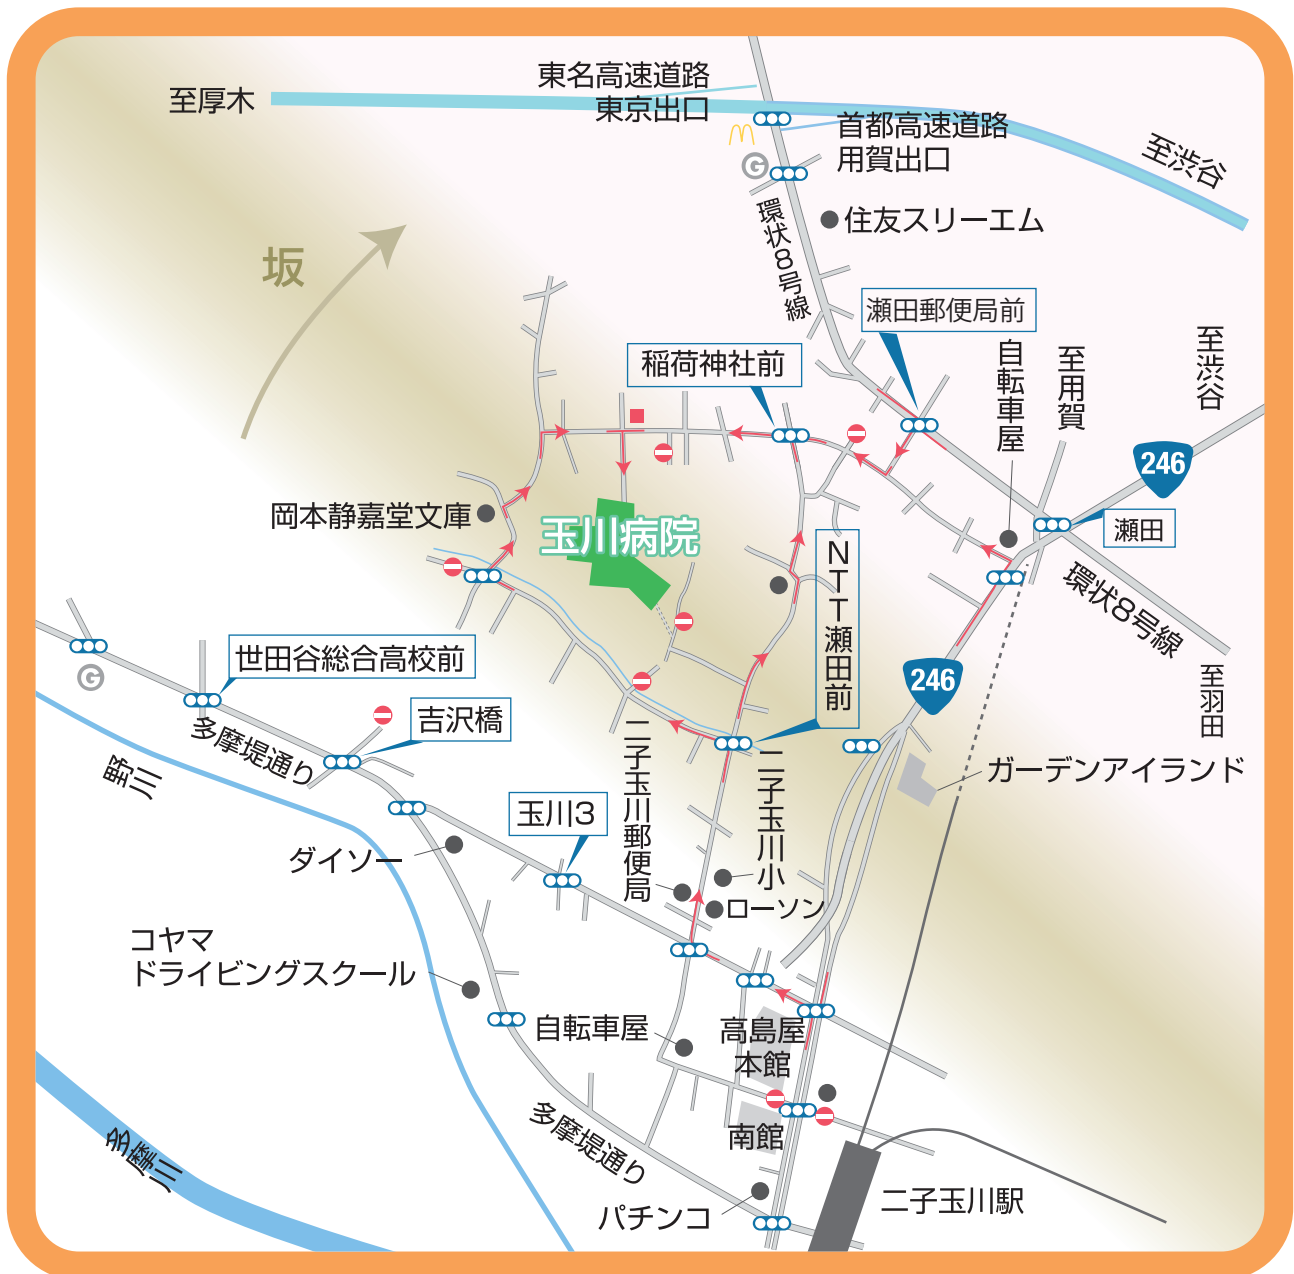 至厚木
東名高速道路
東京出口
首都高速道路
用賀出口
至渋谷
G
環状8号線
住友スリーエム
坂
瀬田郵便局前
稲荷神社前
自転車屋
至用賀
至渋谷
246
岡本静嘉堂文庫
玉川病院
NTT瀬田前
瀬田
環状8号線
至羽田
246
ガーデンアイランド
G
世田谷総合高校前
吉沢橋
多摩堤通り
野川
玉川3
ダイソー
二子玉川郵便局
二子玉川小
ローソン
コヤマ
ドライビングスクール
自転車屋
高島屋
本館
南館
多摩堤通り
多摩川
パチンコ
二子玉川駅